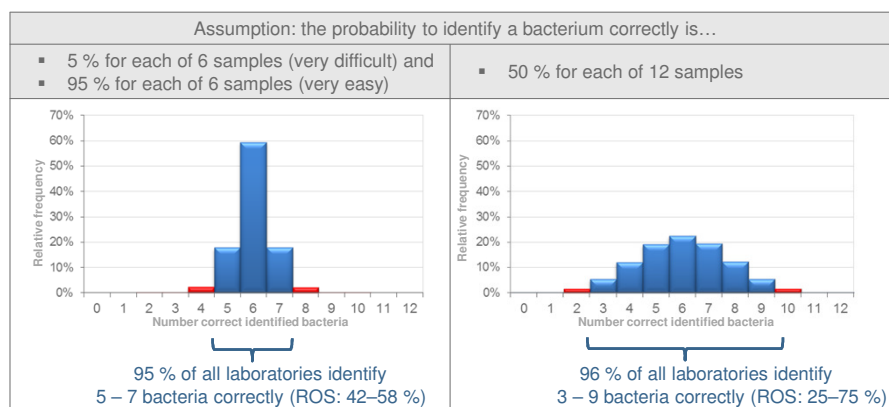 Assumption: the probability to identify a bacterium correctly is…
▪ 5 % for each of 6 samples (very difficult) and
▪ 95 % for each of 6 samples (very easy)
▪ 50 % for each of 12 samples
70%
60%
50%
40%
30%
20%
10%
0%
Relative frequency
0 1 2 3 4 5 6 7 8 9 10 11 12
Number correct identified bacteria
95 % of all laboratories identify
5 – 7 bacteria correctly (ROS: 42–58 %)
70%
60%
50%
40%
30%
20%
10%
0%
Relative frequency
0 1 2 3 4 5 6 7 8 9 10 11 12
Number correct identified bacteria
96 % of all laboratories identify
3 – 9 bacteria correctly (ROS: 25–75 %)